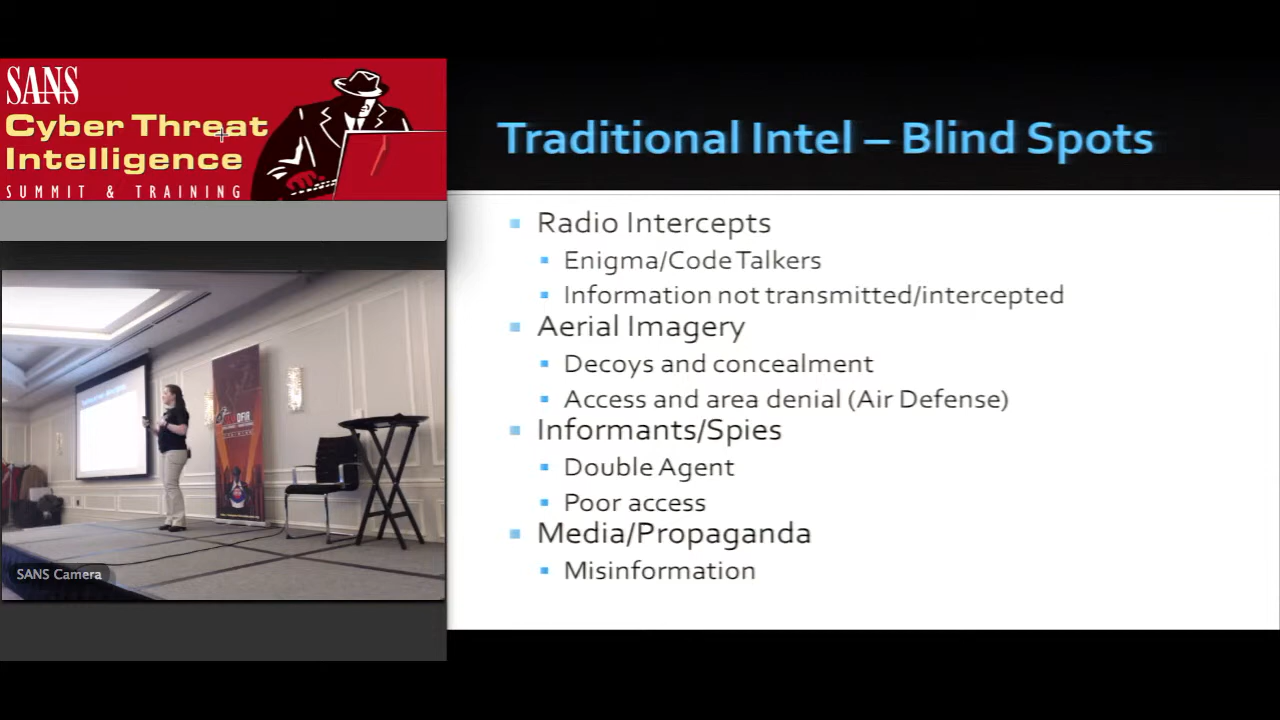 SANS
Cyber Threat
Intelligence
SUMMIT & TRAINING
Traditional Intel – Blind Spots
Radio Intercepts
Enigma/Code Talkers
Information not transmitted/intercepted
Aerial Imagery
Decoys and concealment
Access and area denial (Air Defense)
Informants/Spies
Double Agent
Poor access
Media/Propaganda
Misinformation
DFIR
SANS Camera